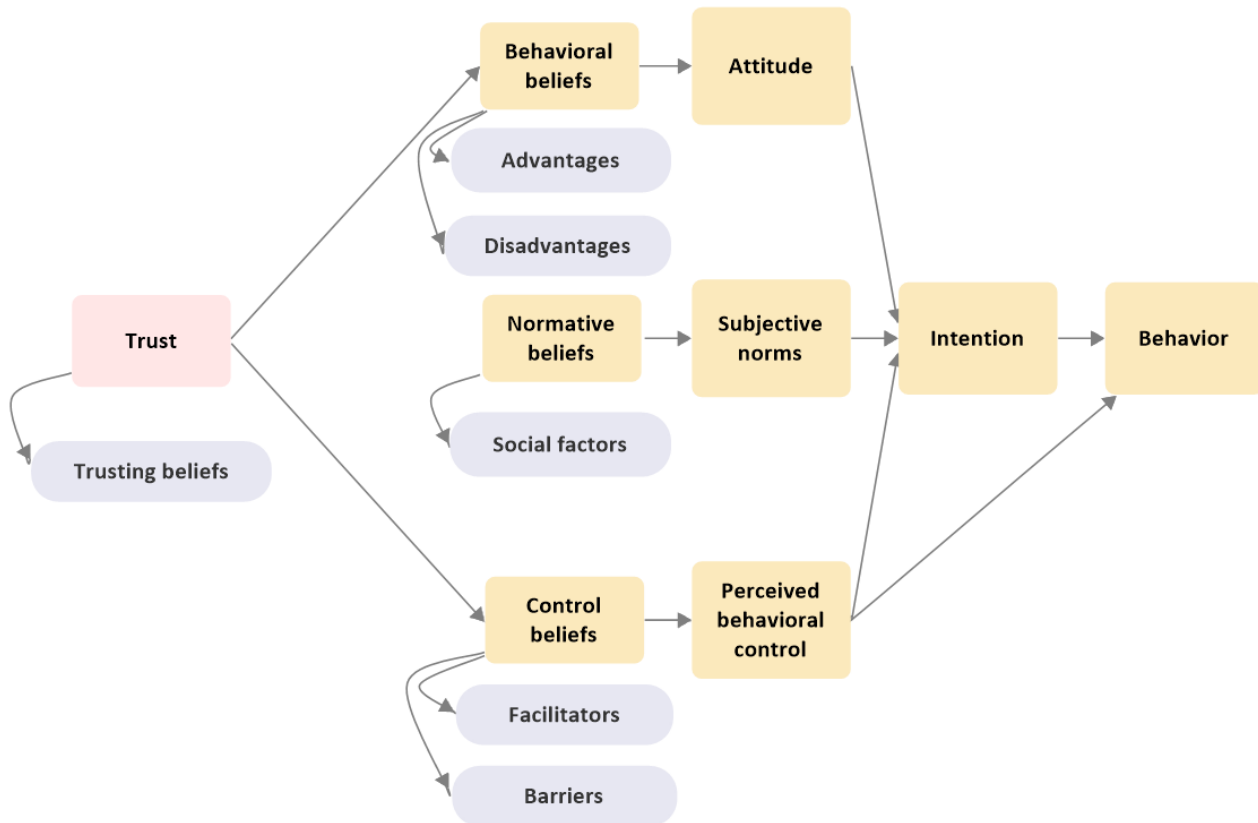 Behavioral
beliefs
Attitude
Advantages
Disadvantages
Trust
Normative
beliefs
Subjective
norms
Intention
Behavior
Social factors
Trusting beliefs
Control
beliefs
Perceived
behavioral
control
Facilitators
Barriers